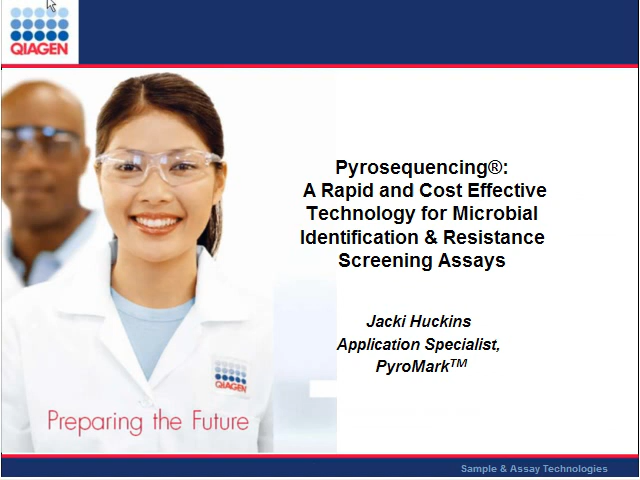 QIAGEN
Pyrosequencing®:
A Rapid and Cost Effective
Technology for Microbial
Identification & Resistance
Screening Assays
Jacki Huckins
Application Specialist,
PyroMark™
QIAGEN
Preparing the Future
Sample & Assay Technologies